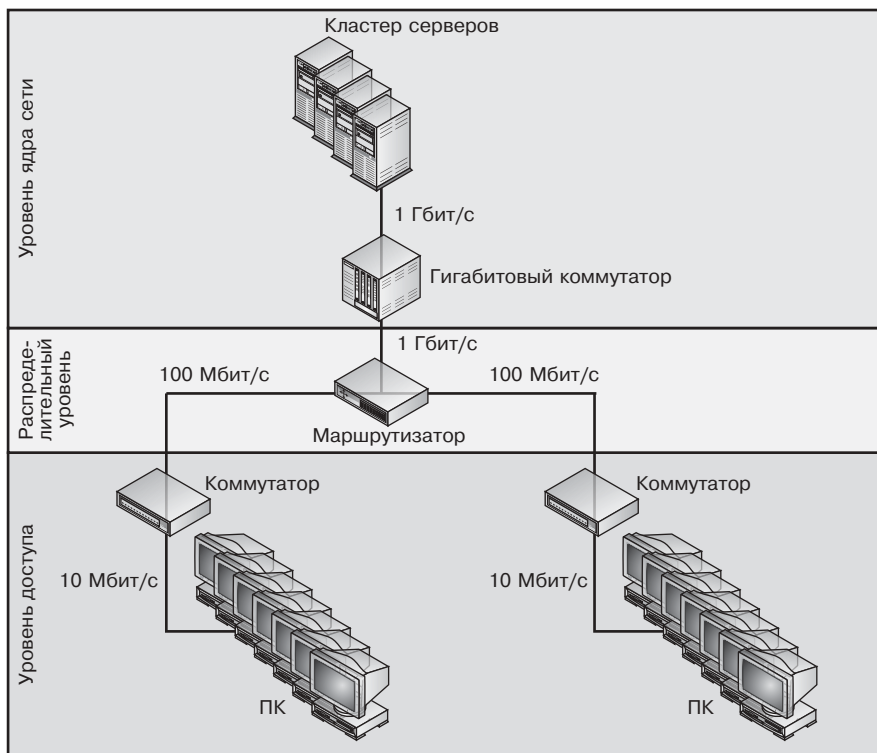 Кластер серверов
Уровень ядра сети
1 Гбит/с
Гигабитовый коммутатор
Распреде-
лительный
уровень
1 Гбит/с
100 Мбит/с
100 Мбит/с
Маршрутизатор
Уровень доступа
Коммутатор
Коммутатор
10 Мбит/с
10 Мбит/с
ПК
ПК